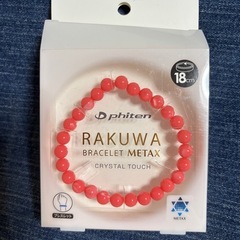 18cm
phiten
RAKUWA
BRACELET METAX
CRYSTAL TOUCH
METAX